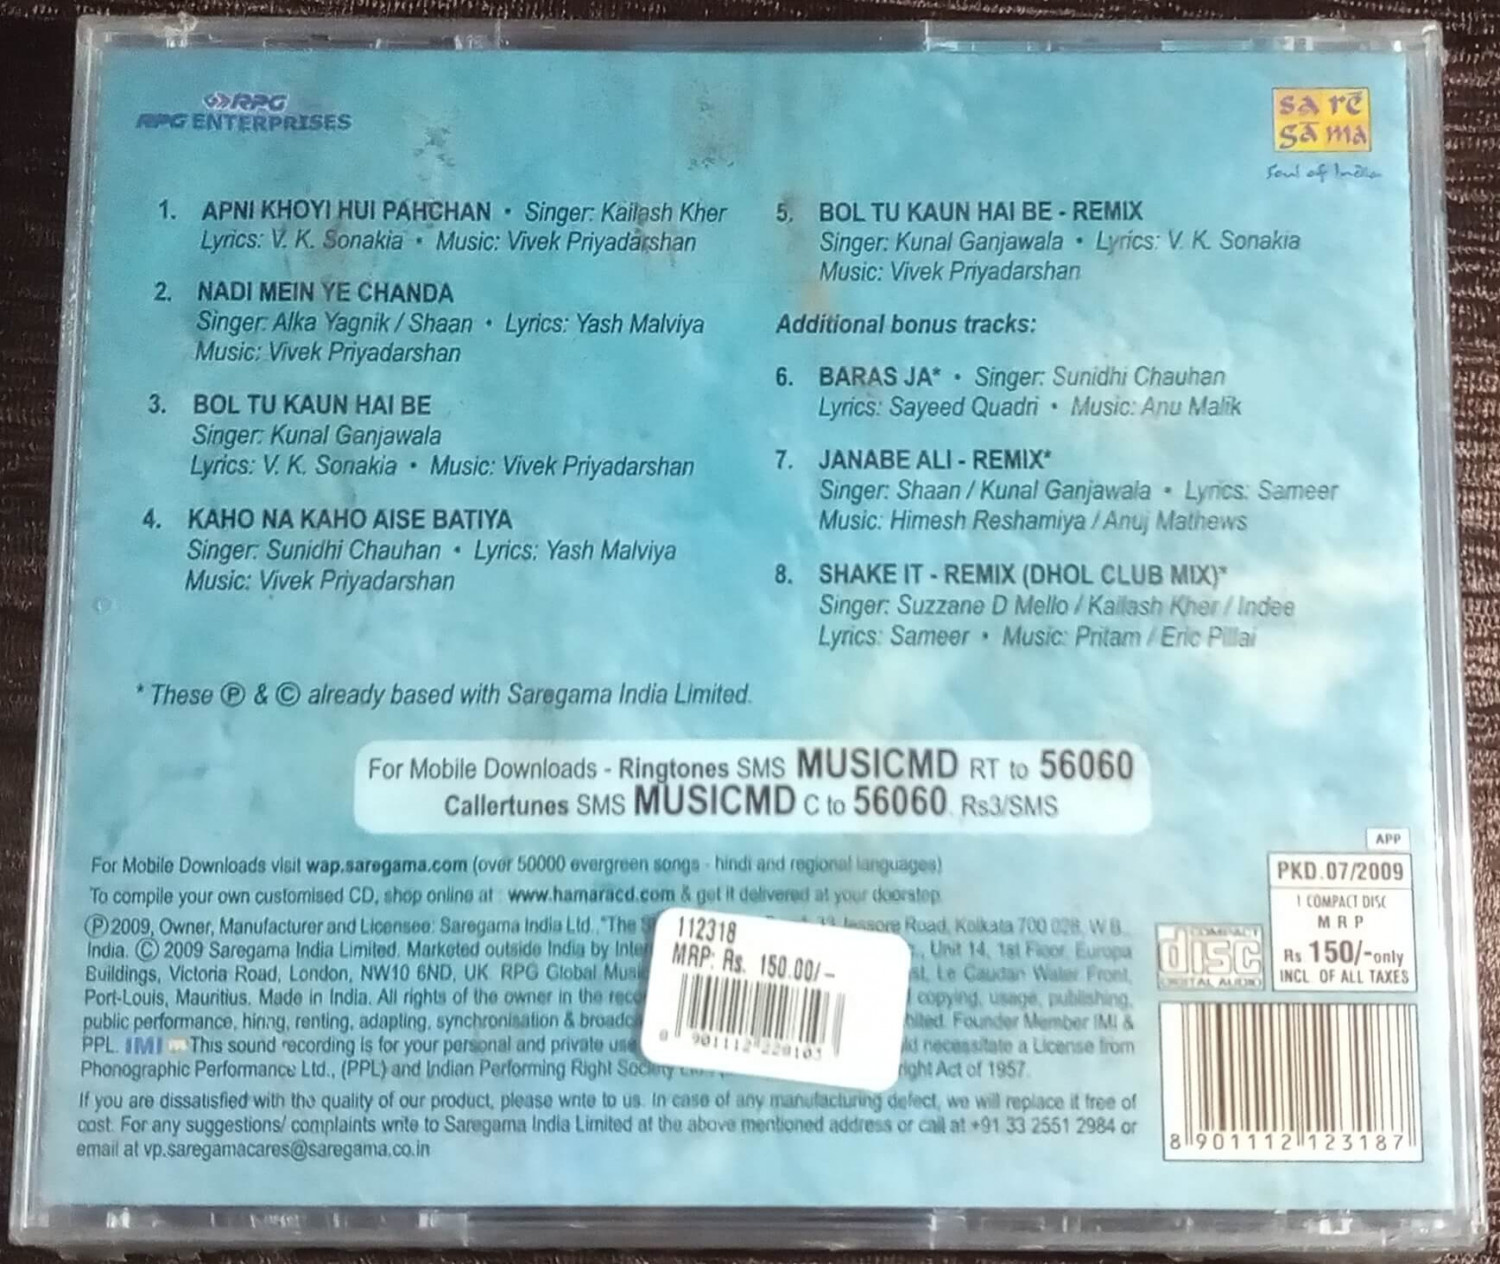 RPG
RPG ENTERPRISES
sa rē
gā ma
Soul of India
1. APNI KHOYI HUI PAHCHAN • Singer: Kailash Kher
Lyrics: V. K. Sonakia • Music: Vivek Priyadarshan
2. NADI MEIN YE CHANDA
Singer: Alka Yagnik / Shaan • Lyrics: Yash Malviya
Music: Vivek Priyadarshan
3. BOL TU KAUN HAI BE
Singer: Kunal Ganjawala
Lyrics: V. K. Sonakia • Music: Vivek Priyadarshan
4. KAHO NA KAHO AISE BATIYA
Singer: Sunidhi Chauhan • Lyrics: Yash Malviya
Music: Vivek Priyadarshan
5. BOL TU KAUN HAI BE - REMIX
Singer: Kunal Ganjawala • Lyrics: V. K. Sonakia
Music: Vivek Priyadarshan
Additional bonus tracks:
6. BARAS JA* • Singer: Sunidhi Chauhan
Lyrics: Sayeed Quadri • Music: Anu Malik
7. JANABE ALI - REMIX*
Singer: Shaan / Kunal Ganjawala • Lyrics: Sameer
Music: Himesh Reshamiya / Anuj Mathews
8. SHAKE IT - REMIX (DHOL CLUB MIX)*
Singer: Suzzane D Mello / Kailash Kher / Indee
Lyrics: Sameer • Music: Pritam / Eric Pillai
* These Ⓟ & © already based with Saregama India Limited.
For Mobile Downloads - Ringtones SMS MUSICMD RT to 56060
Callertunes SMS MUSICMD C to 56060 Rs3/SMS
For Mobile Downloads visit wap.saregama.com (over 50000 evergreen songs - hindi and regional languages)
To compile your own customised CD, shop online at : www.hamaracd.com & get it delivered at your doorstep
Ⓟ 2009, Owner, Manufacturer and Licensee: Saregama India Ltd., "The 33 Jessore Road, Kolkata 700 028, W.B.,
India. © 2009 Saregama India Limited. Marketed outside India by Unit 14, 1st Floor, Europa
Buildings, Victoria Road, London, NW10 6ND, UK RPG Global Le Caudan Water Front,
Port-Louis, Mauritius. Made in India. All rights of the owner in the copying, usage, publishing,
public performance, hiring, renting, adapting, synchronisation & Founder Member IMI &
PPL. IMI This sound recording is for your personal and private use necessitate a License from
Phonographic Performance Ltd., (PPL) and Indian Performing Right Society Act of 1957.
If you are dissatisfied with the quality of our product, please write to us. In case of any manufacturing defect, we will replace it free of
cost. For any suggestions/ complaints write to Saregama India Limited at the above mentioned address or call at +91 33 2551 2984 or
email at vp.saregamacares@saregama.co.in
112318
MRP: Rs. 150.00/-
COMPACT
disc
DIGITAL AUDIO
APP
PKD.07/2009
1 COMPACT DISC
M R P
Rs. 150/-only
INCL OF ALL TAXES
8 901112 123187